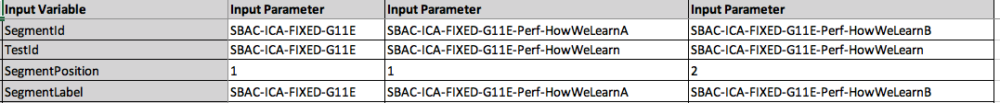 Input Variable Input Parameter Input Parameter Input Parameter
SegmentId SBAC-ICA-FIXED-G11E SBAC-ICA-FIXED-G11E-Perf-HowWeLearnA SBAC-ICA-FIXED-G11E-Perf-HowWeLearnB
TestId SBAC-ICA-FIXED-G11E SBAC-ICA-FIXED-G11E-Perf-HowWeLearn SBAC-ICA-FIXED-G11E-Perf-HowWeLearn
SegmentPosition 1 1 2
SegmentLabel SBAC-ICA-FIXED-G11E SBAC-ICA-FIXED-G11E-Perf-HowWeLearnA SBAC-ICA-FIXED-G11E-Perf-HowWeLearnB